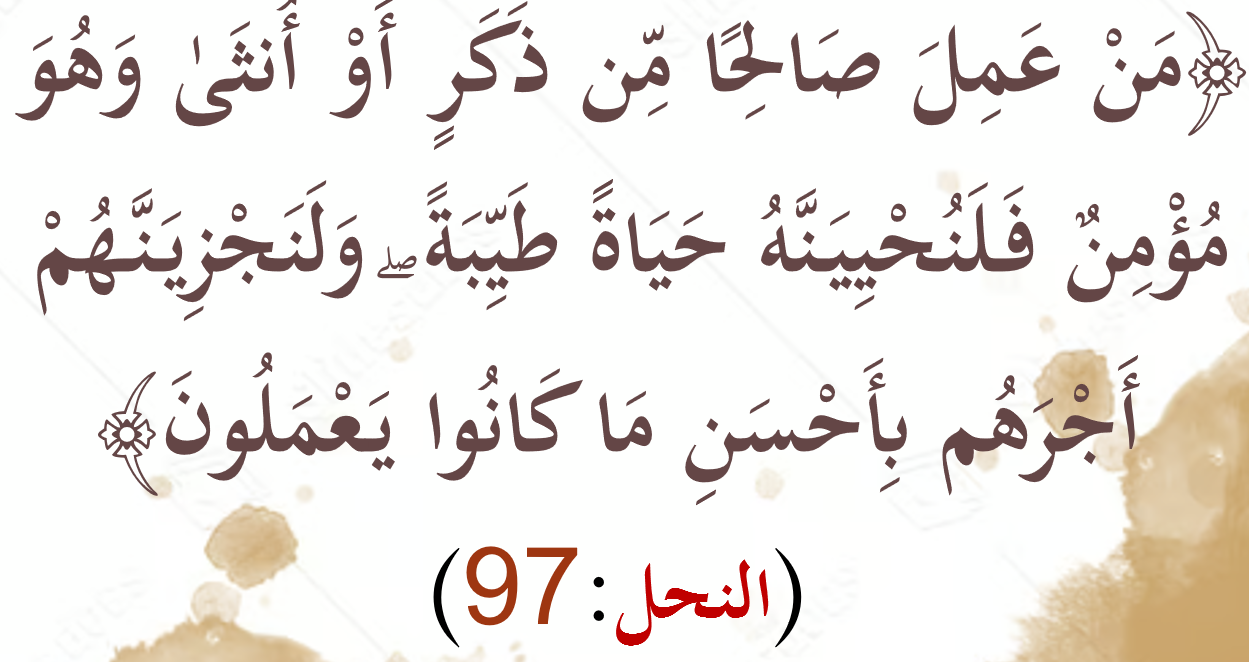 ﴿مَنْ عَمِلَ صَالِحًا مِّن ذَكَرٍ أَوْ أُنثَىٰ وَهُوَ
مُؤْمِنٌ فَلَنُحْيِيَنَّهُ حَيَاةً طَيِّبَةً ۖ وَلَنَجْزِيَنَّهُمْ
أَجْرَهُم بِأَحْسَنِ مَا كَانُوا يَعْمَلُونَ﴾
(النحل: 97)